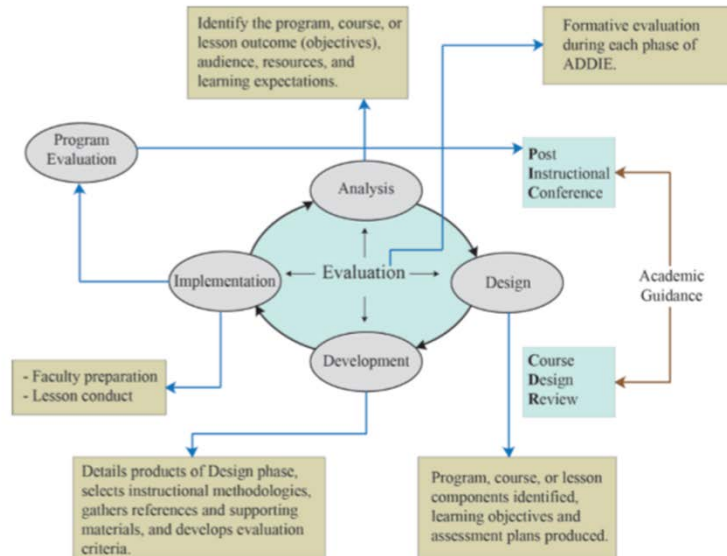 Identify the program, course, or
lesson outcome (objectives),
audience, resources, and
learning expectations.
Formative evaluation
during each phase of
ADDIE.
Program
Evaluation
Post
Instructional
Conference
Analysis
Implementation
Evaluation
Design
Academic
Guidance
Development
- Faculty preparation
- Lesson conduct
Course
Design
Review
Details products of Design phase,
selects instructional methodologies,
gathers references and supporting
materials, and develops evaluation
criteria.
Program, course, or lesson
components identified,
learning objectives and
assessment plans produced.